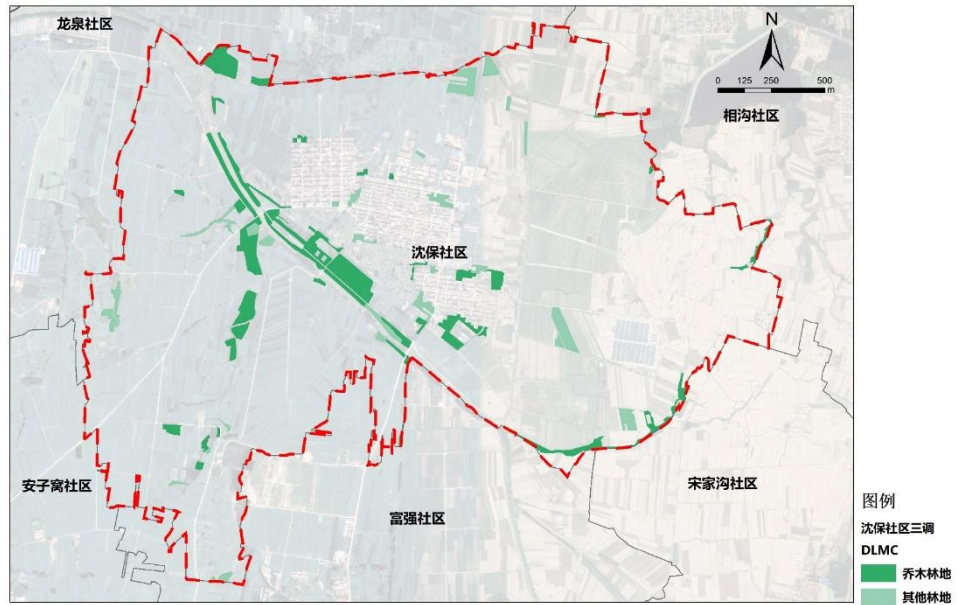 龙泉社区
N
0 125 250 500
m
相沟社区
沈保社区
安子窝社区
富强社区
宋家沟社区
图例
沈保社区三调
DLMC
乔木林地
其他林地